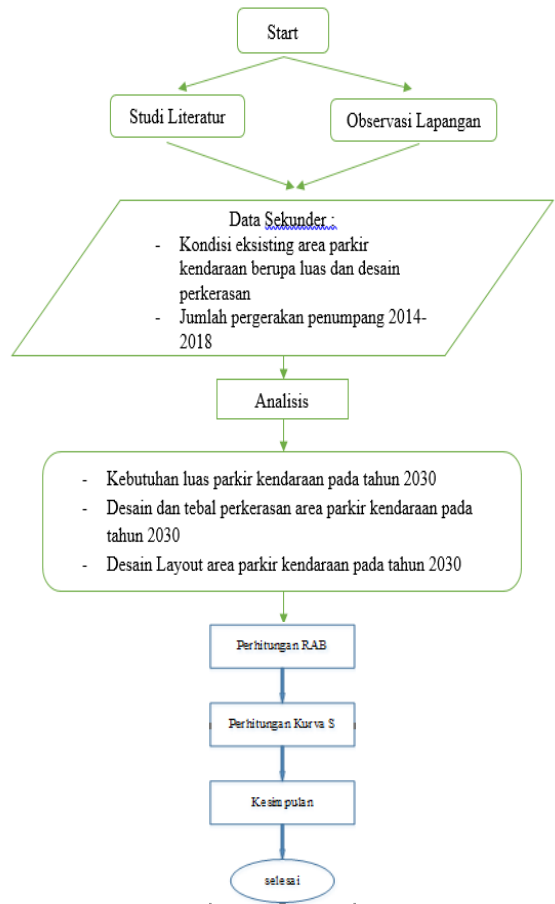 Start
Studi Literatur
Observasi Lapangan
Data Sekunder :
- Kondisi eksisting area parkir
kendaraan berupa luas dan desain
perkerasan
- Jumlah pergerakan penumpang 2014-
2018
Analisis
- Kebutuhan luas parkir kendaraan pada tahun 2030
- Desain dan tebal perkerasan area parkir kendaraan pada
tahun 2030
- Desain Layout area parkir kendaraan pada tahun 2030
Perhitungan RAB
Perhitungan Kurva S
Kesimpulan
selesai